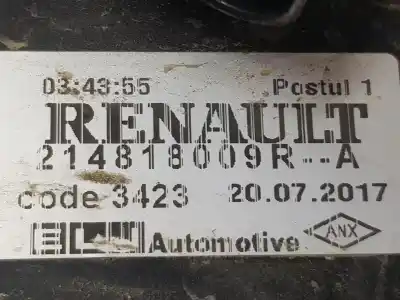 03:43:55 Postul 1
RENAULT
214818009R--A
code 3423 20.07.2017
Automotive ANX